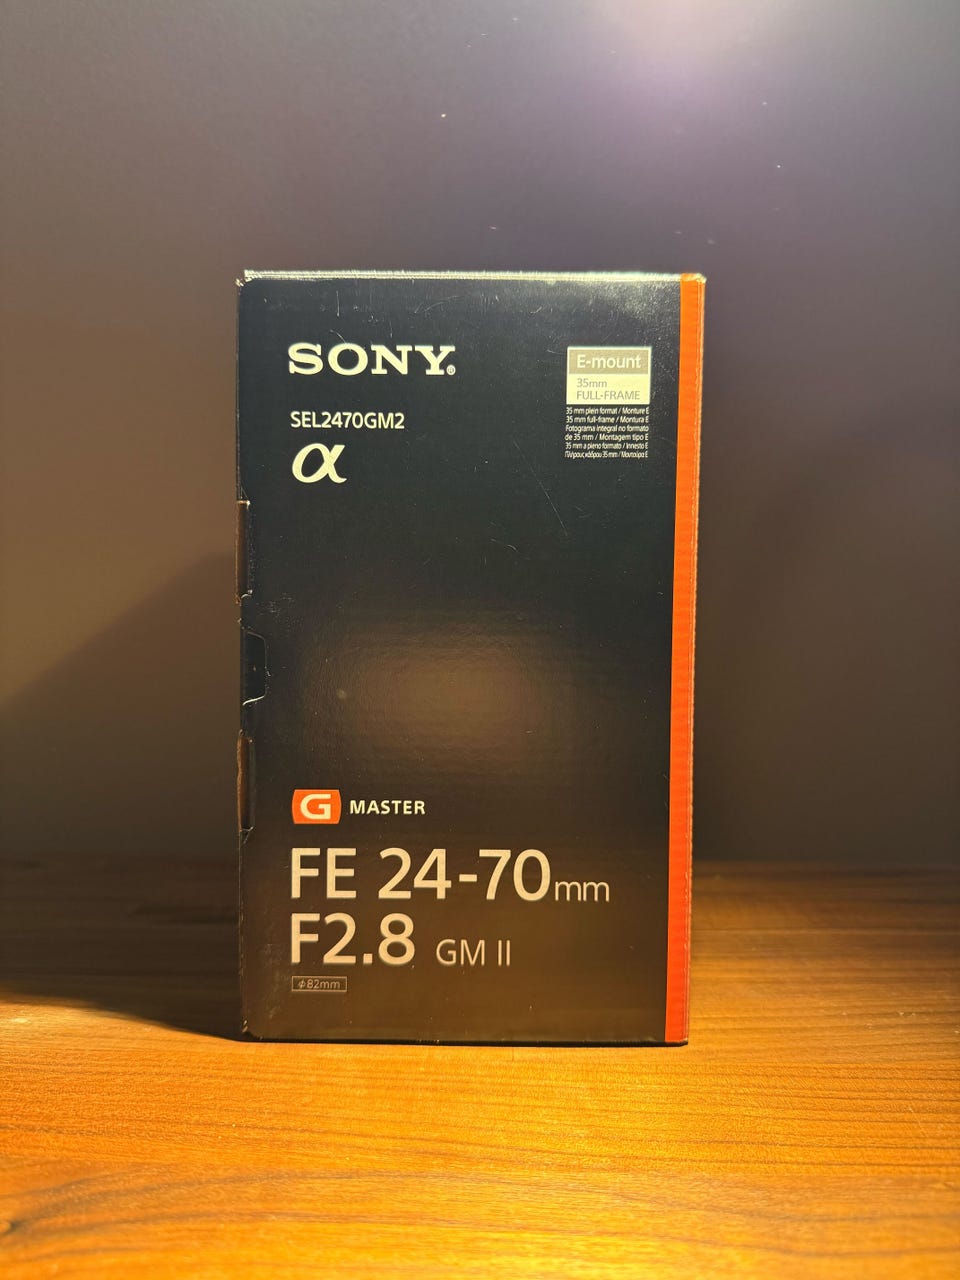 SONY®
E-mount
35mm
FULL-FRAME
35 mm plein format / Monture E
35 mm full-frame / Montura E
Fotograma integral no formato
de 35 mm / Montagem tipo E
35 mm a pieno formato / Innesto E
Πλήρους κάδρου 35 mm / Μοντούρα E
SEL2470GM2
α
G MASTER
FE 24-70mm
F2.8 GM II
⌀82mm